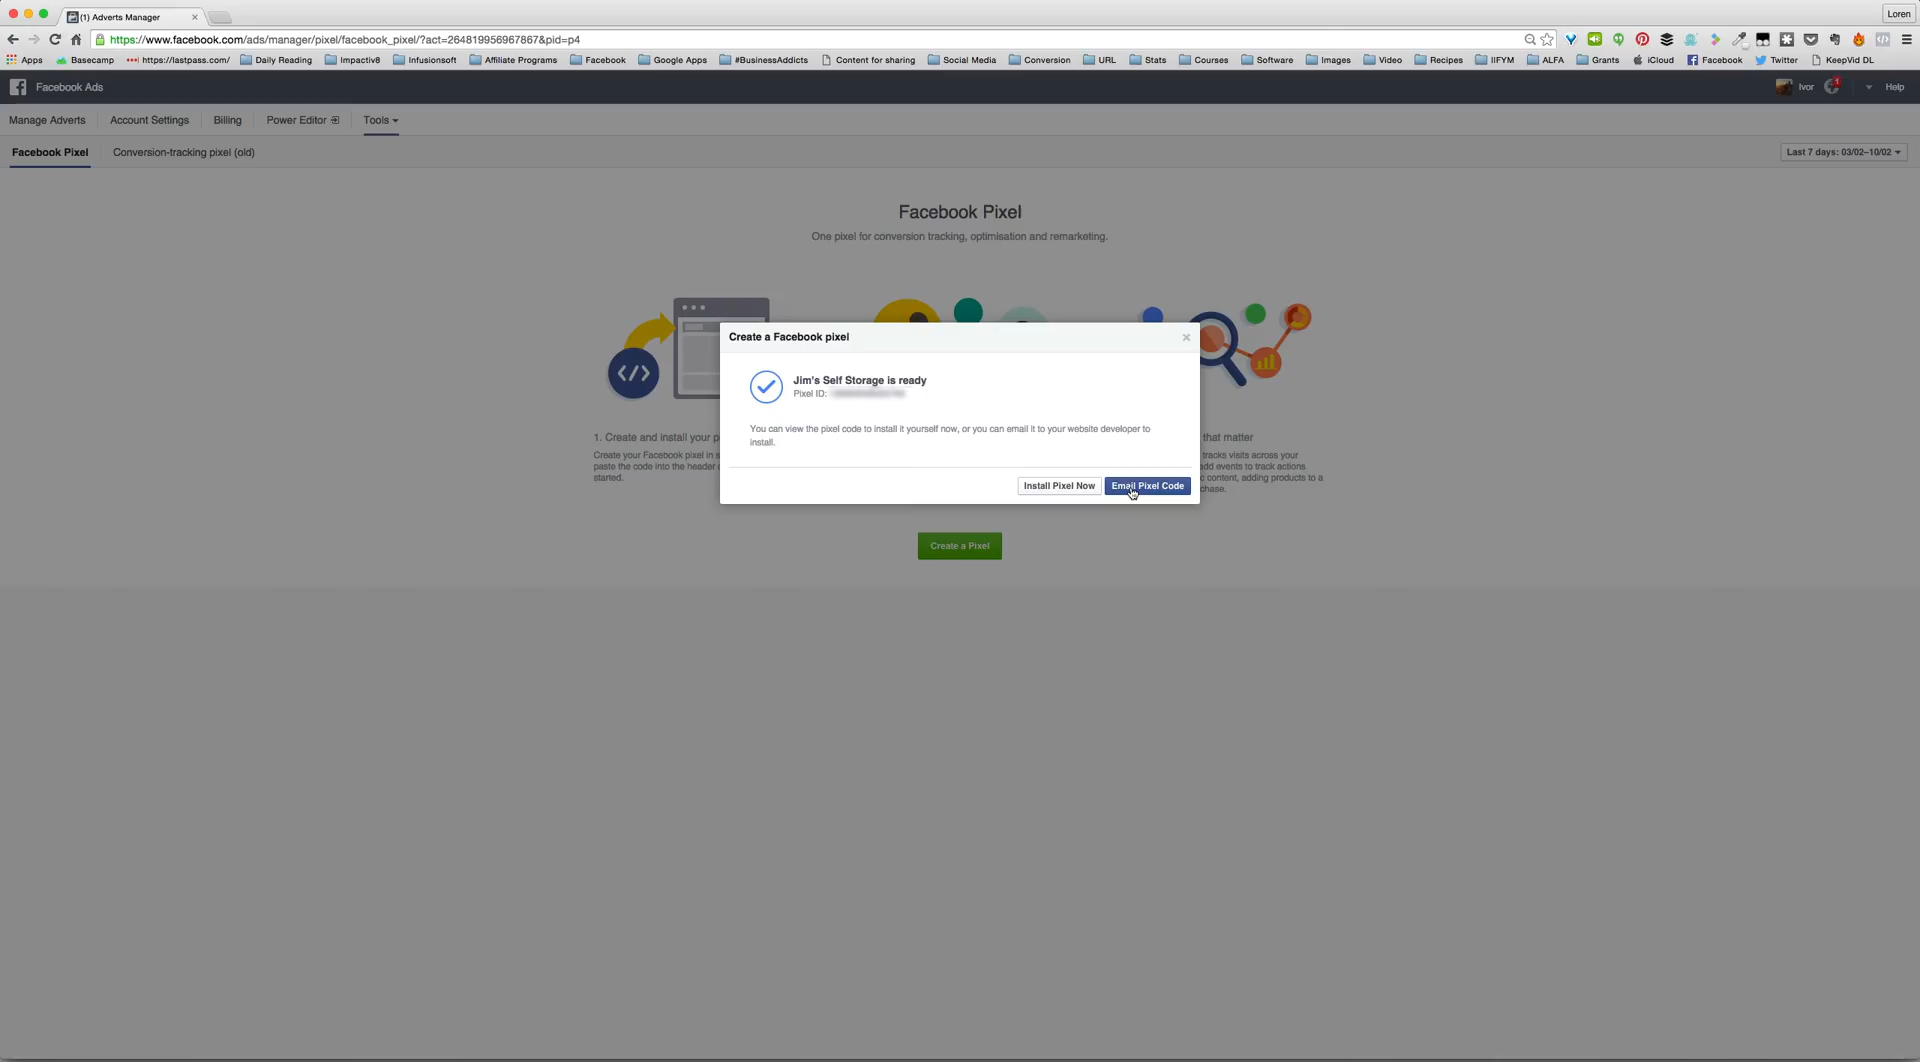 (1) Adverts Manager
Loren
https://www.facebook.com/ads/manager/pixel/facebook_pixel/?act=264819956967867&pid=p4
Apps Basecamp https://lastpass.com/ Daily Reading Impactiv8 Infusionsoft Affiliate Programs Facebook Google Apps #BusinessAddicts Content for sharing Social Media Conversion URL Stats Courses Software Images Video Recipes IIFYM ALFA Grants iCloud Facebook Twitter KeepVid DL
Facebook Ads
Ivor 1 Help
Manage Adverts Account Settings Billing Power Editor Tools
Facebook Pixel Conversion-tracking pixel (old)
Last 7 days: 03/02–10/02
Facebook Pixel
One pixel for conversion tracking, optimisation and remarketing.
Create a Facebook pixel
Jim's Self Storage is ready
Pixel ID:
You can view the pixel code to install it yourself now, or you can email it to your website developer to
install.
Install Pixel Now Email Pixel Code
1. Create and install your p
Create your Facebook pixel in s
paste the code into the header
started.
that matter
tracks visits across your
add events to track actions
content, adding products to a
chase.
Create a Pixel